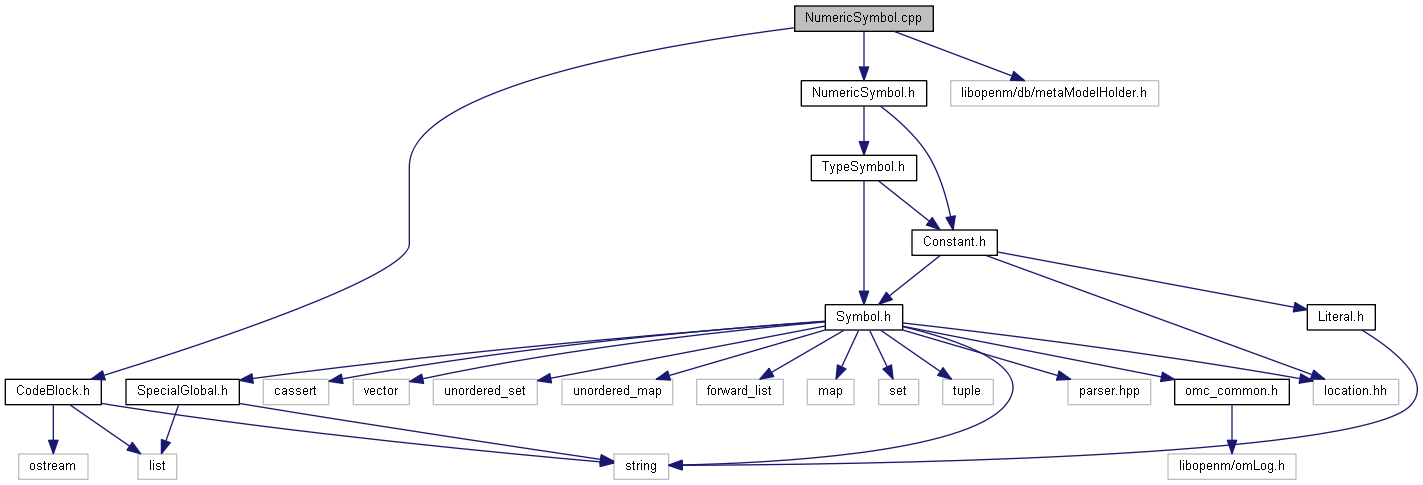 NumericSymbol.cpp
NumericSymbol.h
libopenm/db/metaModelHolder.h
TypeSymbol.h
Constant.h
Symbol.h
Literal.h
CodeBlock.h
SpecialGlobal.h
cassert
vector
unordered_set
unordered_map
forward_list
map
set
tuple
parser.hpp
omc_common.h
location.hh
ostream
list
string
libopenm/omLog.h